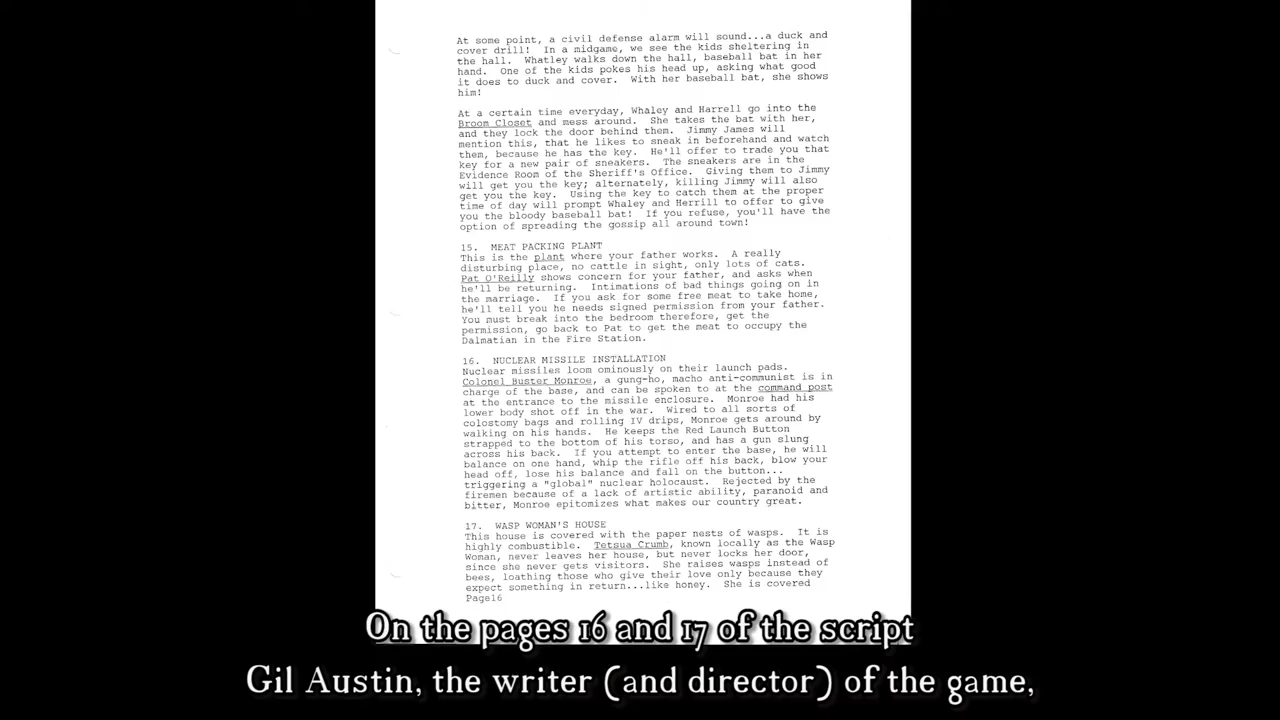 At some point, a civil defense alarm will sound...a duck and
cover drill!  In a midgame, we see the kids sheltering in
the hall.  Whatley walks down the hall, baseball bat in her
hand.  One of the kids pokes his head up, asking what good
it does to duck and cover.  With her baseball bat, she shows
him!
At a certain time everyday, Whaley and Harrell go into the
Broom Closet and mess around.  She takes the bat with her,
and they lock the door behind them.  Jimmy James will
mention this, that he likes to sneak in beforehand and watch
them, because he has the key.  He'll offer to trade you that
key for a new pair of sneakers.  The sneakers are in the
Evidence Room of the Sheriff's Office.  Giving them to Jimmy
will get you the key; alternately, killing Jimmy will also
get you the key.  Using the key to catch them at the proper
time of day will prompt Whaley and Herrill to offer to give
you the bloody baseball bat!  If you refuse, you'll have the
option of spreading the gossip all around town!
15.  MEAT PACKING PLANT
This is the plant where your father works.  A really
disturbing place, no cattle in sight, only lots of cats.
Pat O'Reilly shows concern for your father, and asks when
he'll be returning.  Intimations of bad things going on in
the marriage.  If you ask for some free meat to take home,
he'll tell you he needs signed permission from your father.
You must break into the bedroom therefore, get the
permission, go back to Pat to get the meat to occupy the
Dalmatian in the Fire Station.
16.  NUCLEAR MISSILE INSTALLATION
Nuclear missiles loom ominously on their launch pads.
Colonel Buster Monroe, a gung-ho, macho anti-communist is in
charge of the base, and can be spoken to at the command post
at the entrance to the missile enclosure.  Monroe had his
lower body shot off in the war.  Wired to all sorts of
colostomy bags and rolling IV drips, Monroe gets around by
walking on his hands.  He keeps the Red Launch Button
strapped to the bottom of his torso, and has a gun slung
across his back.  If you attempt to enter the base, he will
balance on one hand, whip the rifle off his back, blow your
head off, lose his balance and fall on the button...
triggering a "global" nuclear holocaust.  Rejected by the
firemen because of a lack of artistic ability, paranoid and
bitter, Monroe epitomizes what makes our country great.
17.  WASP WOMAN'S HOUSE
This house is covered with the paper nests of wasps.  It is
highly combustible.  Tetsua Crumb, known locally as the Wasp
Woman, never leaves her house, but never locks her door,
since she never gets visitors.  She raises wasps instead of
bees, loathing those who give their love only because they
expect something in return...like honey.  She is covered
Page16
On the pages 16 and 17 of the script
Gil Austin, the writer (and director) of the game,